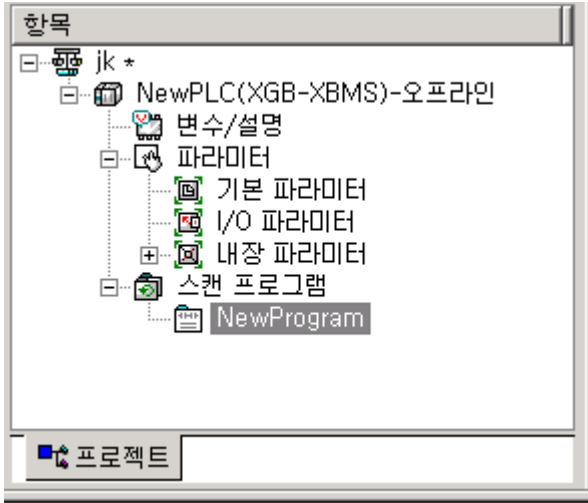 항목
jk *
NewPLC(XGB-XBMS)-오프라인
변수/설명
파라미터
기본 파라미터
I/O 파라미터
내장 파라미터
스캔 프로그램
NewProgram
프로젝트